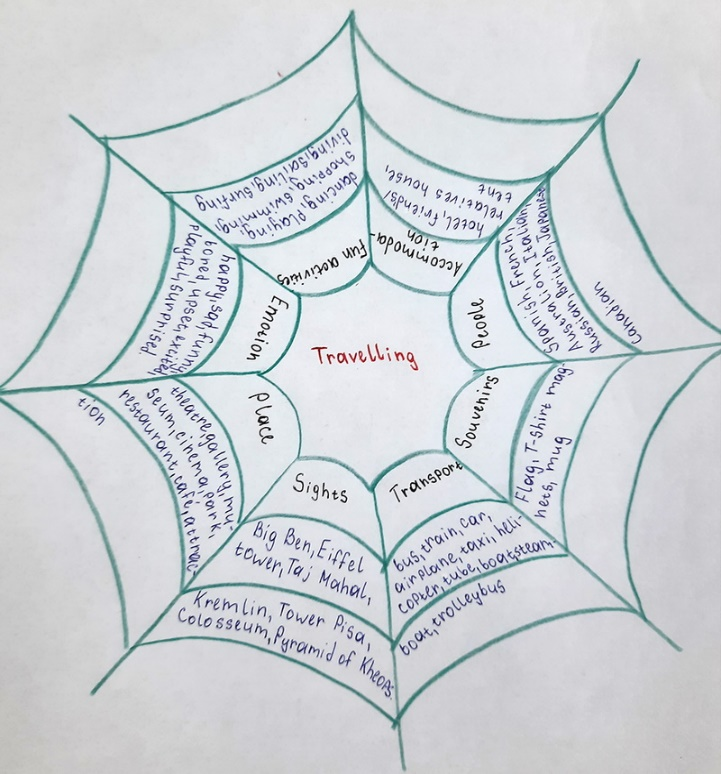 Travelling
Accommoda-
tion
hotel, friends/
relatives house,
tent
People
Spanish, French,
Australian, Italian,
Russian, British, Japanese
canadian
Souvenirs
Flag, T-shirt mag-
nets, mug
Transport
bus, train, car,
airplane, taxi, heli-
copter, tube, boat, steam-
boat, trolleybus
Sights
Big Ben, Eiffel
tower, Taj Mahal,
Kremlin, Tower Pisa,
Colosseum, Pyramid of Kheops.
Place
theatre, gallery, mu-
seum, cinema, park,
restaurant, café, attrac-
tion
Emotion
happy, sad, funny,
bored, upset, excited,
playful, surprised.
Fun activities
dancing, playing,
shopping, swimming,
diving, sailing, surfing